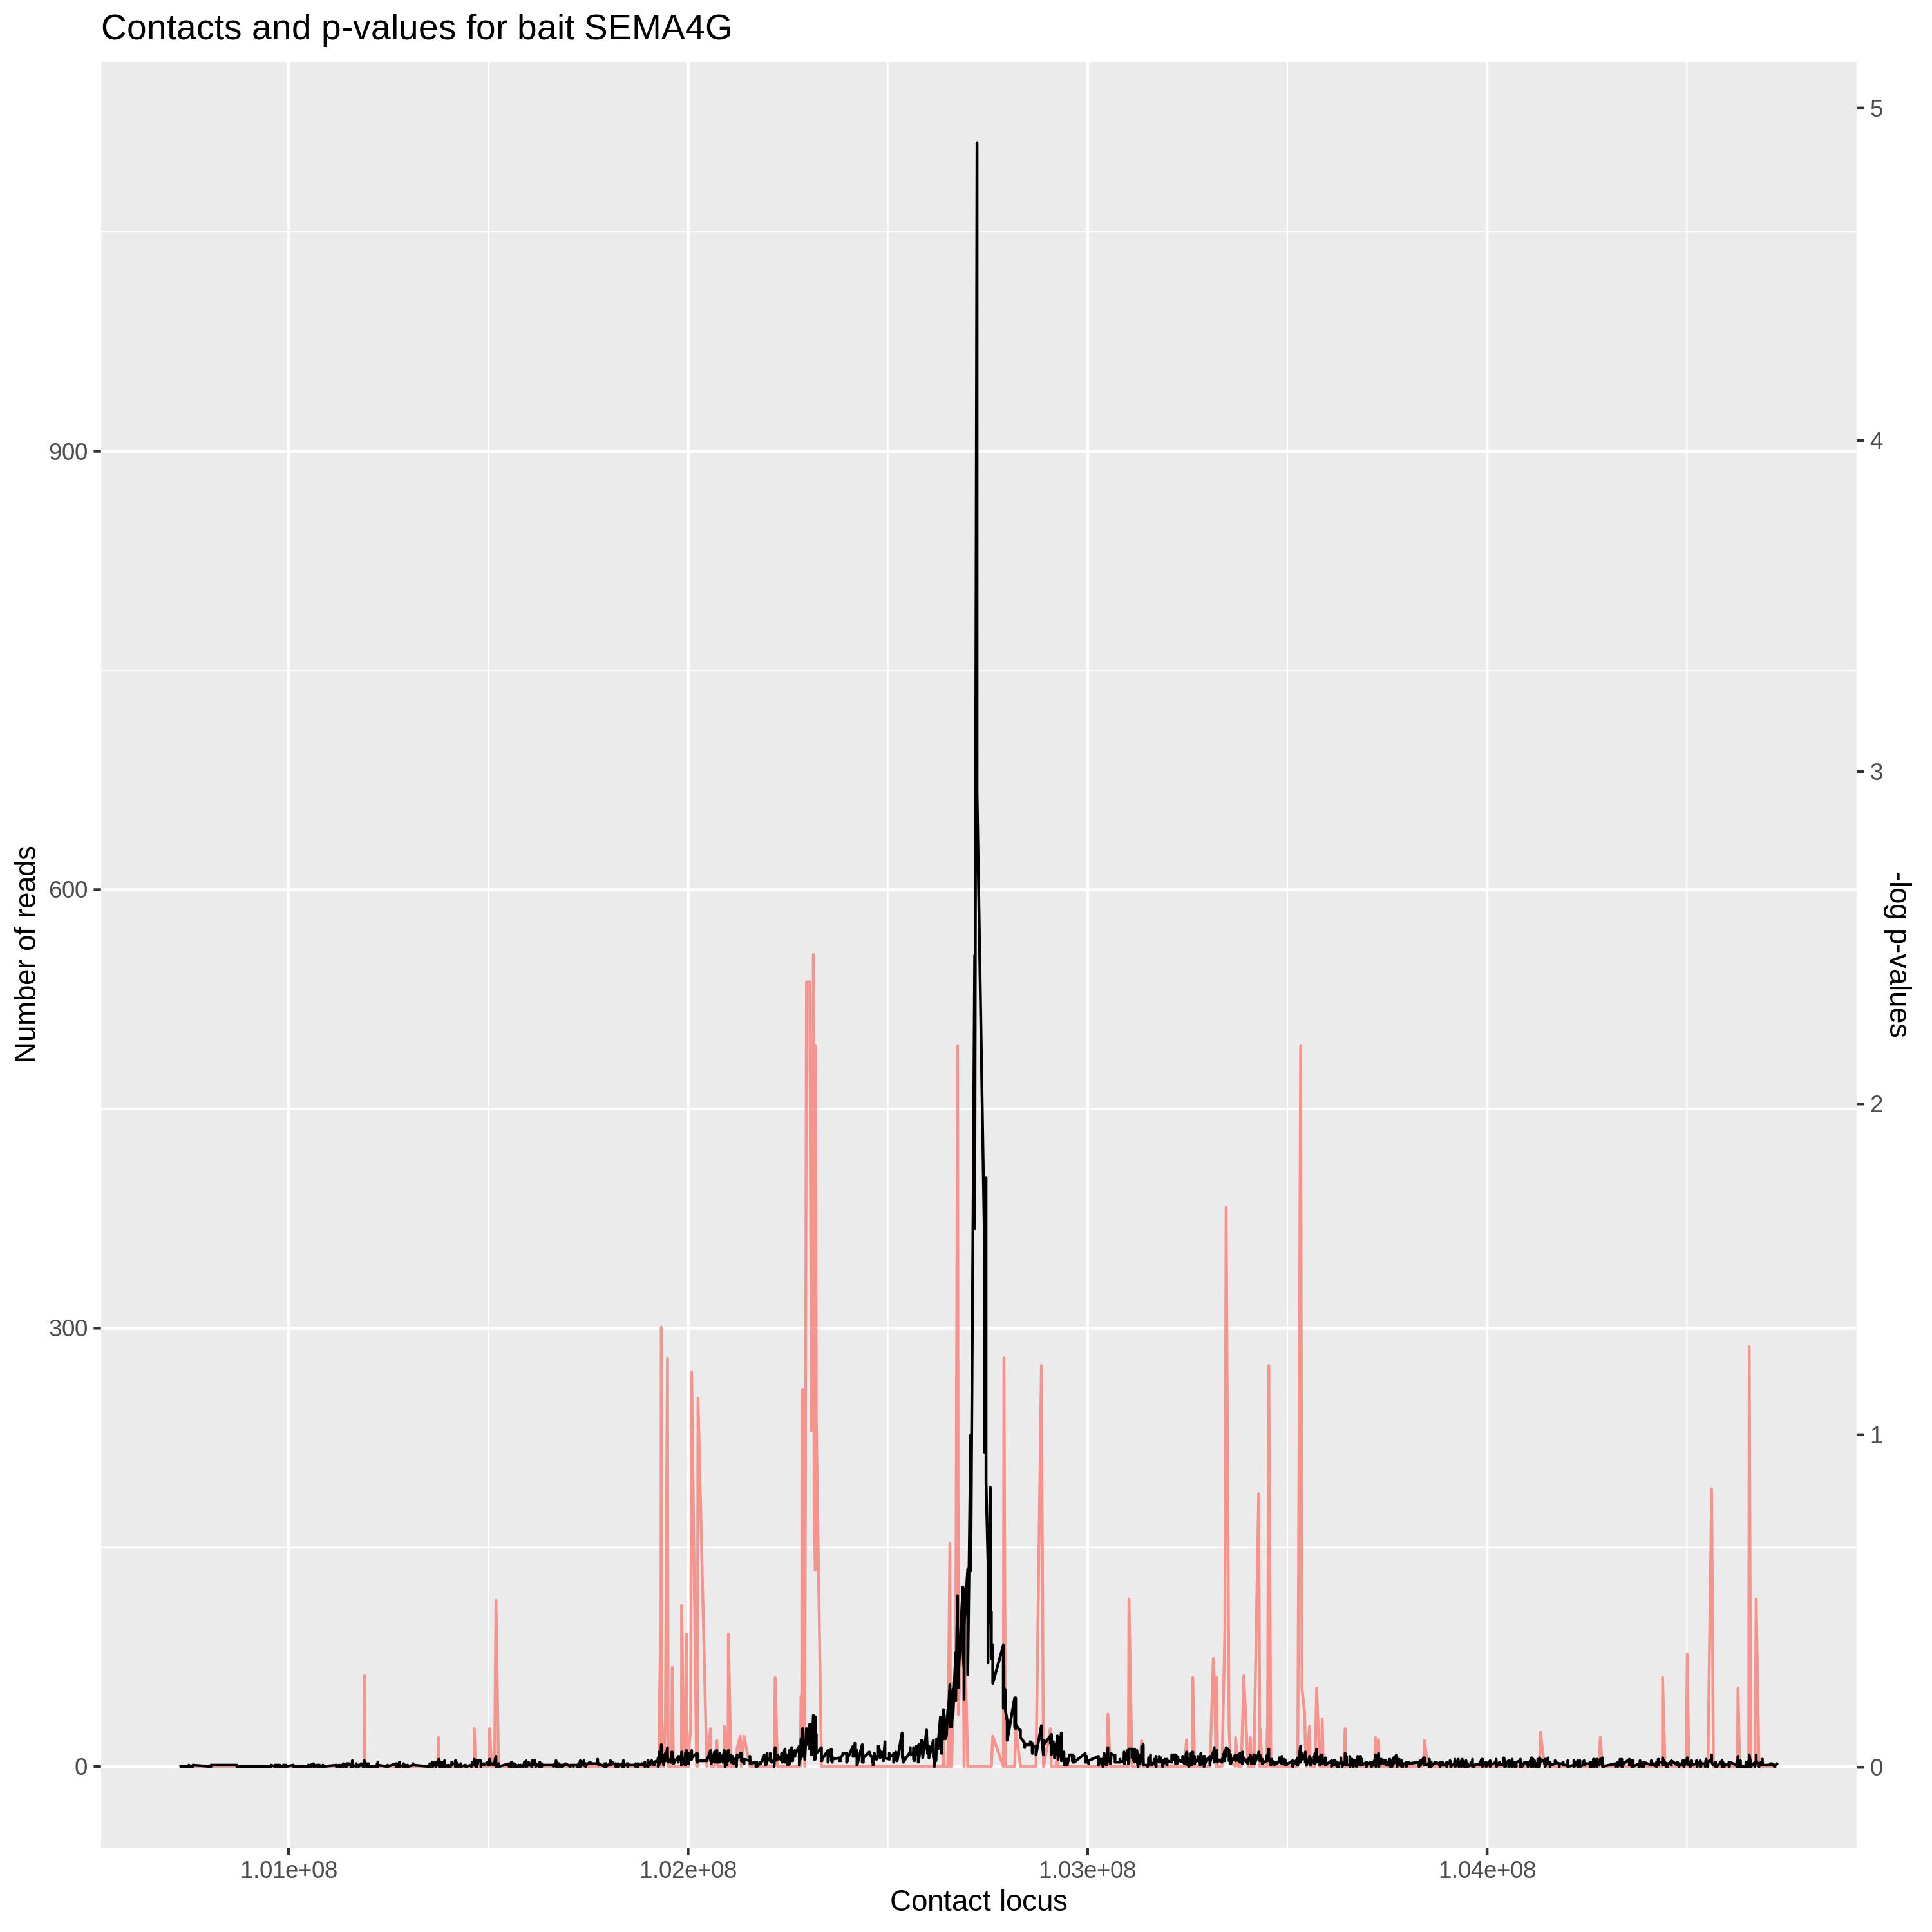 Contacts and p-values for bait SEMA4G
5
900
4
3
600
Number of reads
-log p-values
2
300
1
0
0
1.01e+08
1.02e+08
1.03e+08
1.04e+08
Contact locus